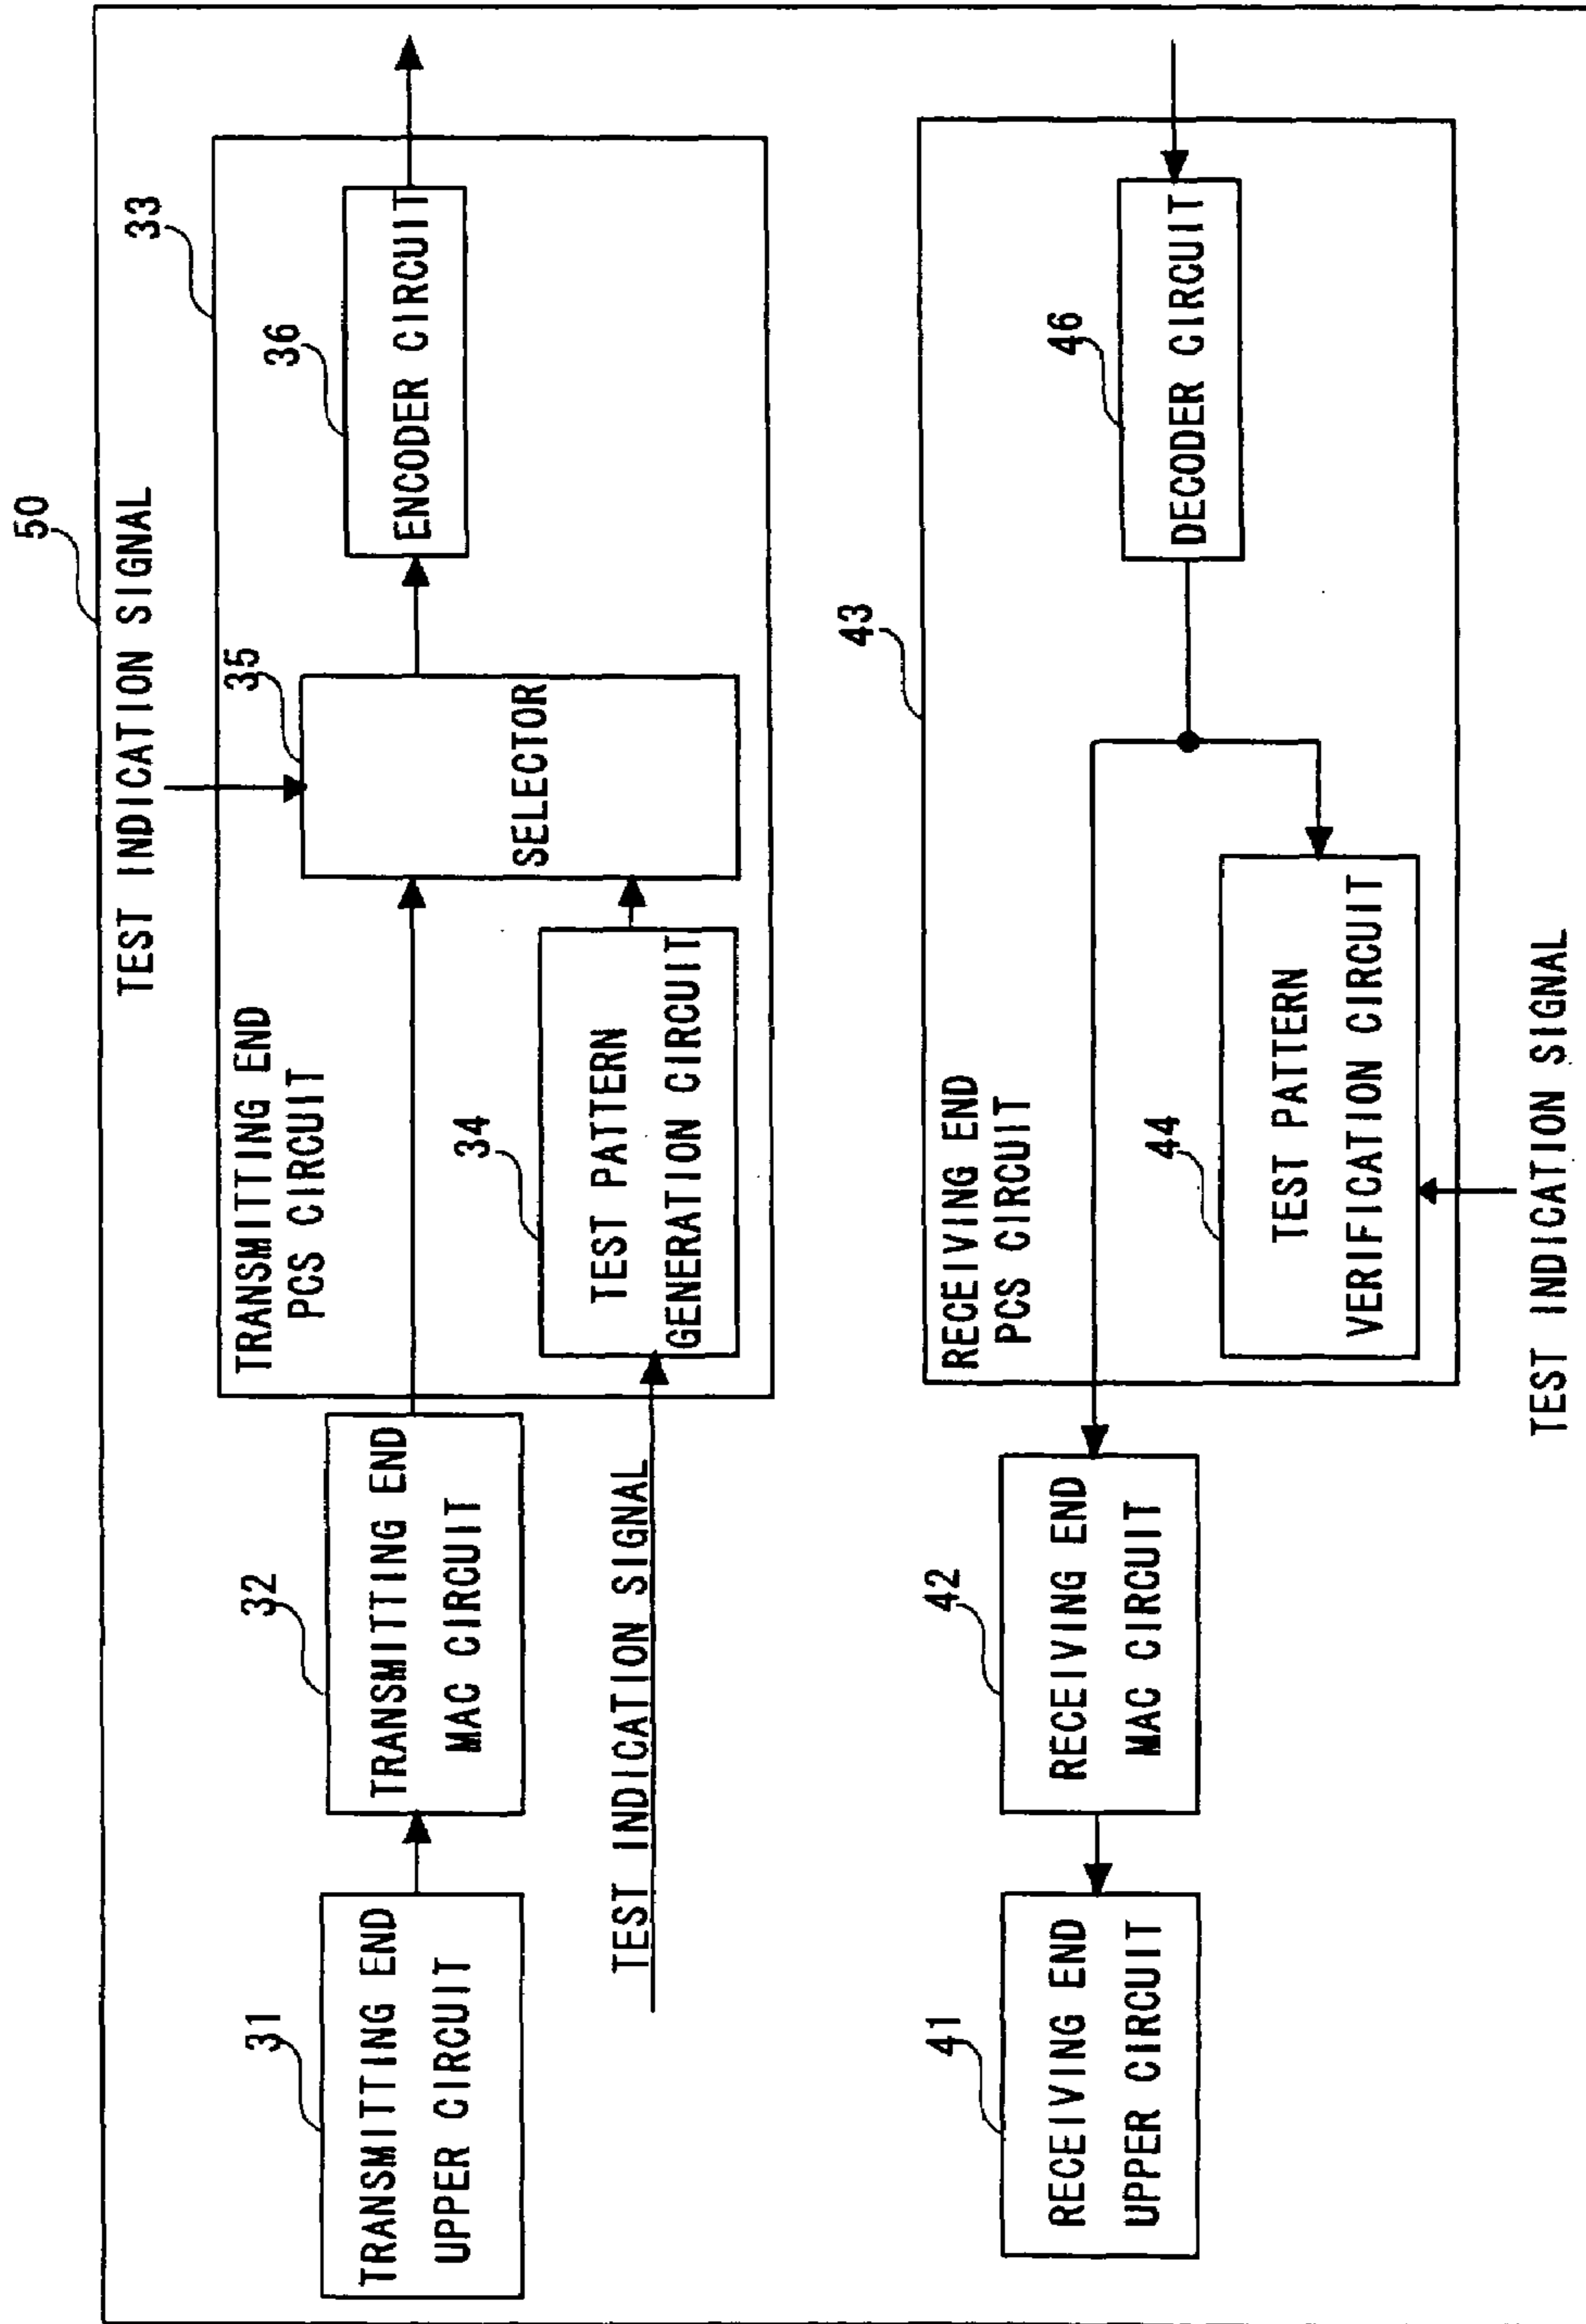 50
TEST INDICATION SIGNAL
33
TRANSMITTING END
PCS CIRCUIT
35
36
31
32
TRANSMITTING END
UPPER CIRCUIT
TRANSMITTING END
MAC CIRCUIT
SELECTOR
ENCODER CIRCUIT
34
TEST PATTERN
GENERATION CIRCUIT
TEST INDICATION SIGNAL
43
RECEIVING END
PCS CIRCUIT
41
42
46
RECEIVING END
UPPER CIRCUIT
RECEIVING END
MAC CIRCUIT
DECODER CIRCUIT
44
TEST PATTERN
VERIFICATION CIRCUIT
TEST INDICATION SIGNAL